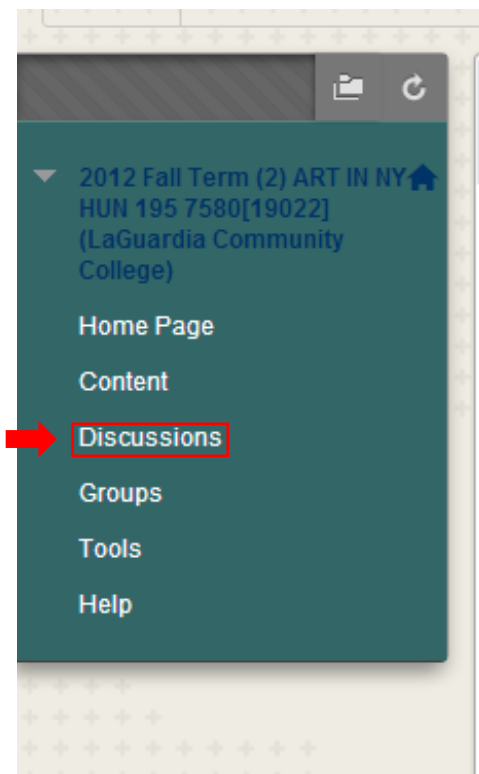 2012 Fall Term (2) ART IN NY
HUN 195 7580[19022]
(LaGuardia Community
College)
Home Page
Content
Discussions
Groups
Tools
Help